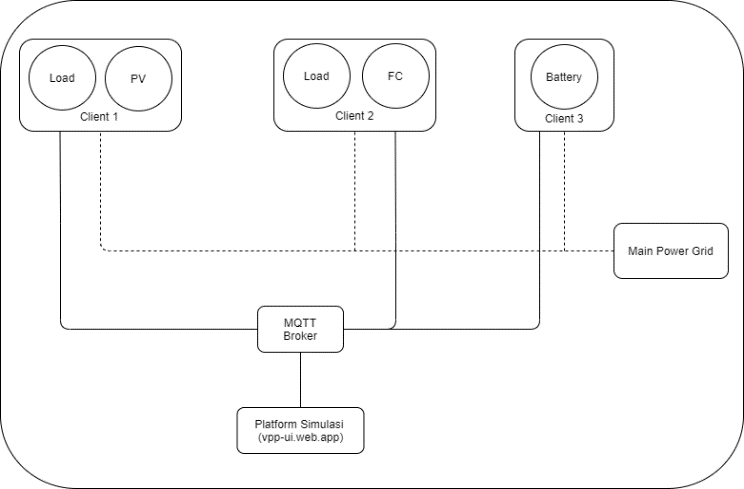 Load
PV
Client 1
Load
FC
Client 2
Battery
Client 3
Main Power Grid
MQTT
Broker
Platform Simulasi
(vpp-ui.web.app)